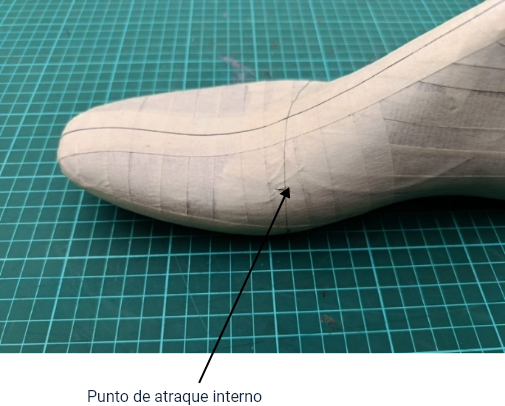 Punto de atraque interno